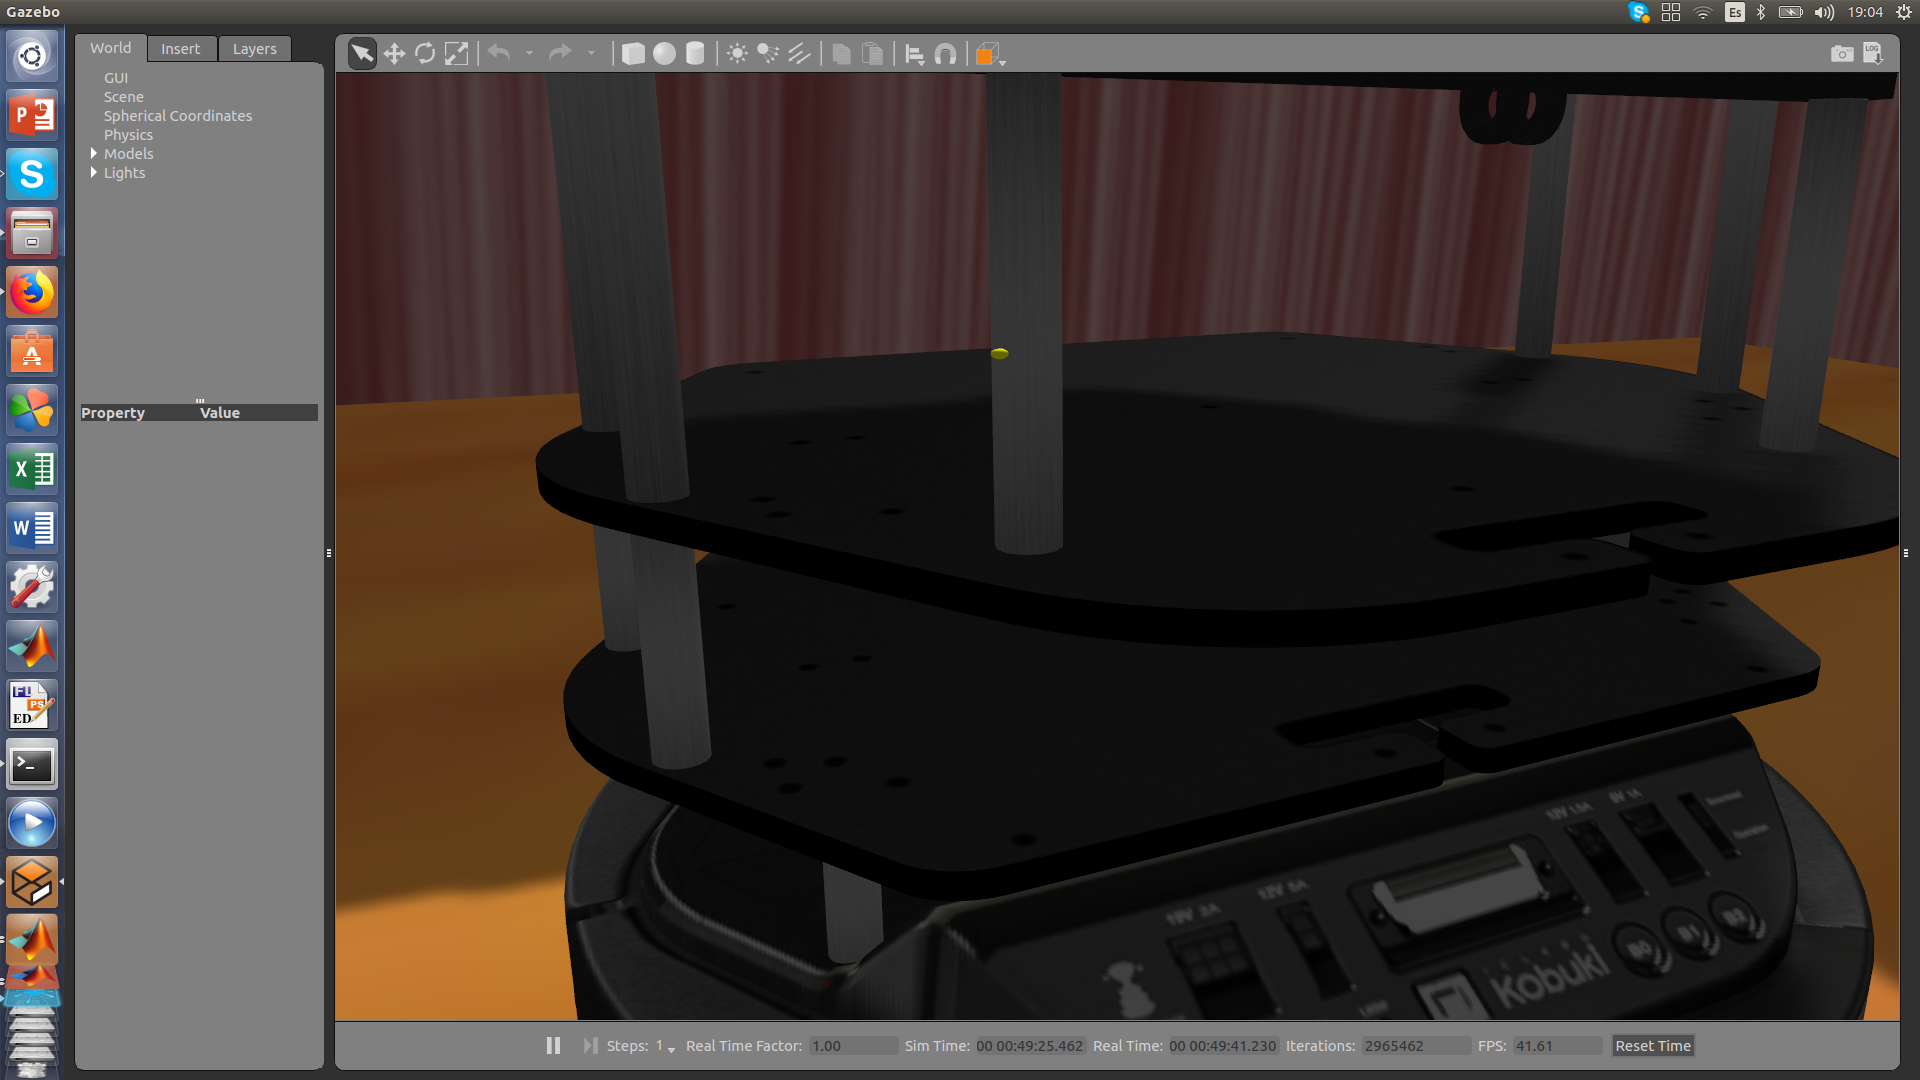 Gazebo
Es
19:04
World
Insert
Layers
LOG
GUI
Scene
Spherical Coordinates
Physics
Models
Lights
Property
Value
12V 1.5A
5V 1A
12V 5A
19V 2A
Kobuki
B0
B1
B2
Steps: 1
Real Time Factor: 1.00
Sim Time: 00 00:49:25.462
Real Time: 00 00:49:41.230
Iterations: 2965462
FPS: 41.61
Reset Time